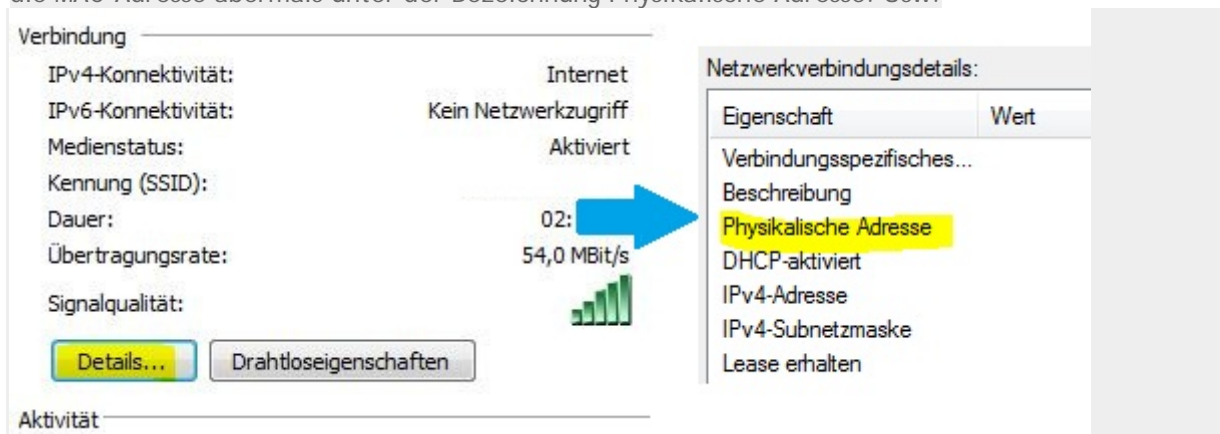 Verbindung
IPv4-Konnektivität: Internet
IPv6-Konnektivität: Kein Netzwerkzugriff
Medienstatus: Aktiviert
Kennung (SSID):
Dauer: 02:
Übertragungsrate: 54,0 MBit/s
Signalqualität:
Details... Drahtloseigenschaften
Aktivität
Netzwerkverbindungsdetails:
Eigenschaft Wert
Verbindungsspezifisches...
Beschreibung
Physikalische Adresse
DHCP-aktiviert
IPv4-Adresse
IPv4-Subnetzmaske
Lease erhalten